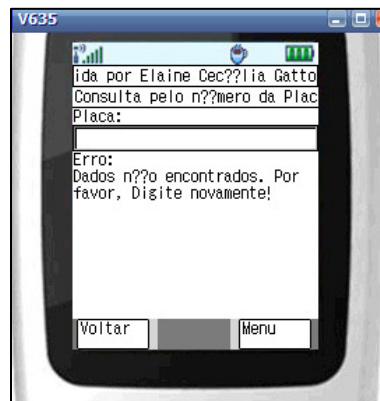 V635
ida por Elaine Cec??lia Gatto
Consulta pelo n??mero da Plac
Placa:
Erro:
Dados n??o encontrados. Por
favor, Digite novamente!
Voltar
Menu